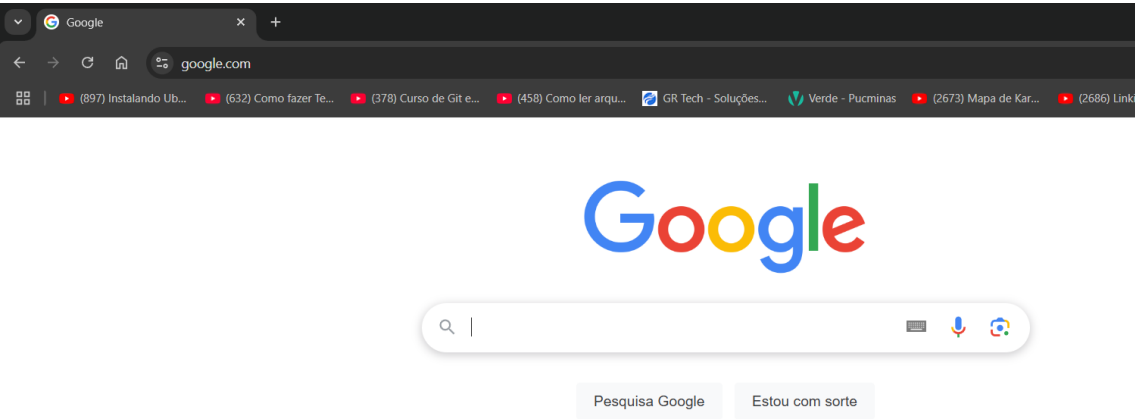 Google
google.com
(897) Instalando Ub... (632) Como fazer Te... (378) Curso de Git e... (458) Como ler arqu... GR Tech - Soluções... Verde - Pucminas (2673) Mapa de Kar... (2686) Linki
Google
Pesquisa Google Estou com sorte